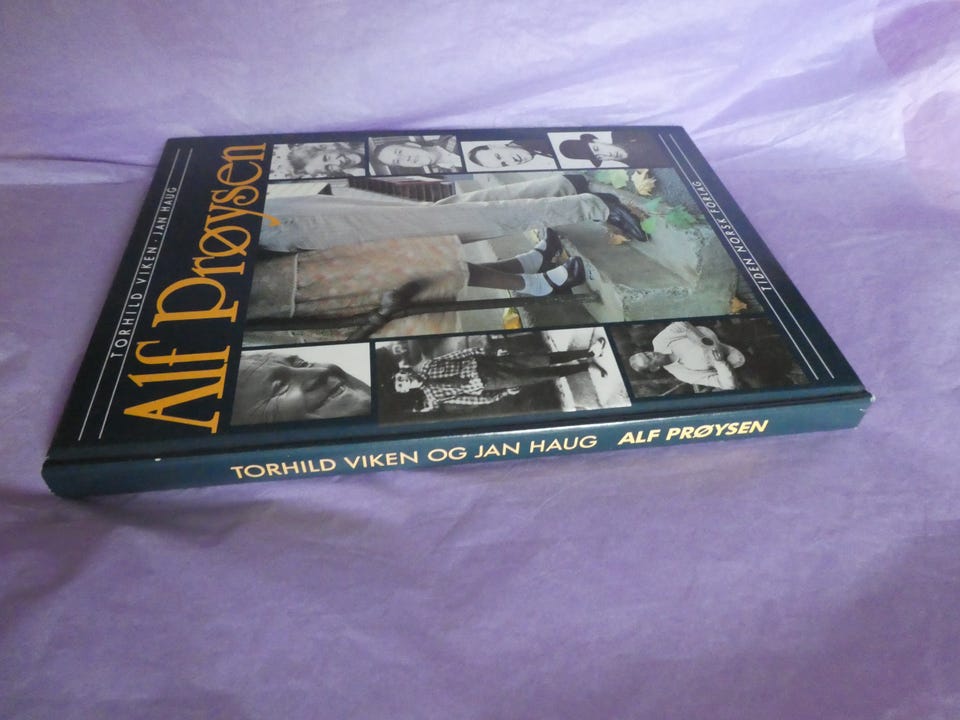 TORHILD VIKEN · JAN HAUG
Alf Prøysen
TIDEN NORSK FORLAG
TORHILD VIKEN OG JAN HAUG ALF PRØYSEN